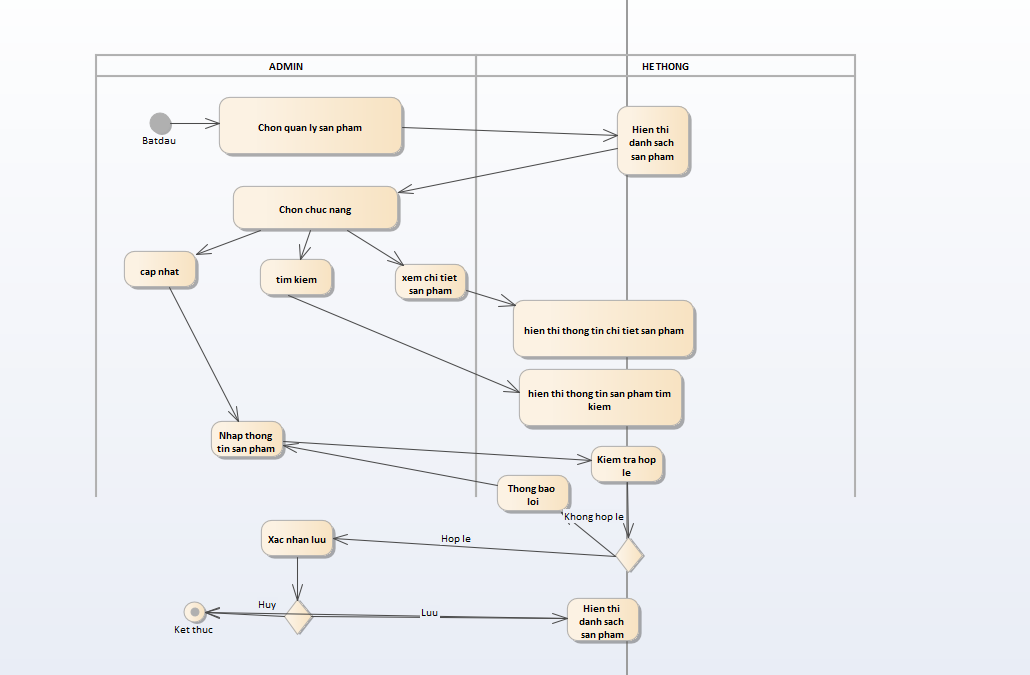 ADMIN
HETHONG
Batdau
Chon quan ly san pham
Hien thi
danh sach
san pham
Chon chuc nang
cap nhat
tim kiem
xem chi tiet
san pham
hien thi thong tin chi tiet san pham
hien thi thong tin san pham tim
kiem
Nhap thong
tin san pham
Kiem tra hop
le
Thong bao
loi
Khong hop le
Xac nhan luu
Hop le
Huy
Luu
Ket thuc
Hien thi
danh sach
san pham